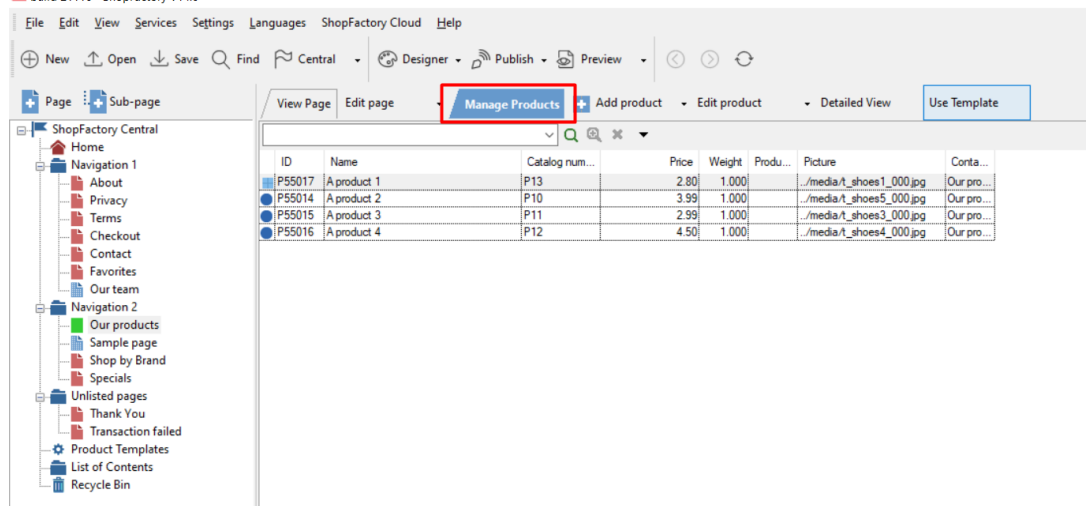 File Edit View Services Settings Languages ShopFactory Cloud Help
New Open Save Find Central Designer Publish Preview
Page Sub-page View Page Edit page Manage Products Add product Edit product Detailed View Use Template
ShopFactory Central
Home
Navigation 1
About
Privacy
Terms
Checkout
Contact
Favorites
Our team
Navigation 2
Our products
Sample page
Shop by Brand
Specials
Unlisted pages
Thank You
Transaction failed
Product Templates
List of Contents
Recycle Bin
ID Name Catalog num... Price Weight Produ... Picture Conta...
P55017 A product 1 P13 2.80 1.000 ../media/t_shoes1_000.jpg Our pro...
P55014 A product 2 P10 3.99 1.000 ../media/t_shoes5_000.jpg Our pro...
P55015 A product 3 P11 2.99 1.000 ../media/t_shoes3_000.jpg Our pro...
P55016 A product 4 P12 4.50 1.000 ../media/t_shoes4_000.jpg Our pro...